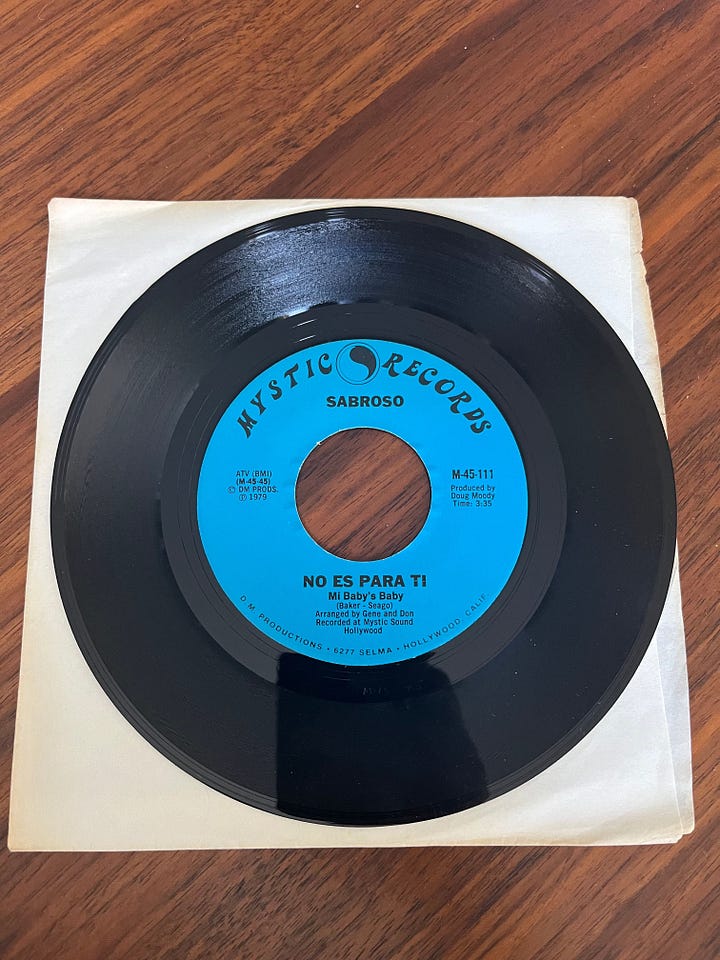 MYSTIC RECORDS
SABROSO
ATV (BMI)
(M-45-45)
© DM PRODS.
℗ 1979
M-45-111
Produced by
Doug Moody
Time: 3:35
NO ES PARA TI
Mi Baby's Baby
(Baker - Seago)
Arranged by Gene and Don
Recorded at Mystic Sound
Hollywood
D.M. PRODUCTIONS • 6277 SELMA • HOLLYWOOD, CALIF.